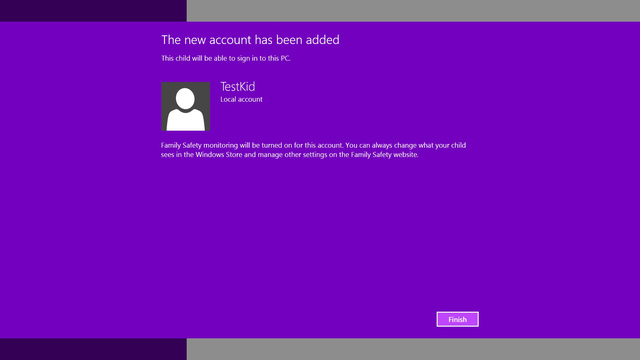 The new account has been added
This child will be able to sign in to this PC.
TestKid
Local account
Family Safety monitoring will be turned on for this account. You can always change what your child
sees in the Windows Store and manage other settings on the Family Safety website.
Finish